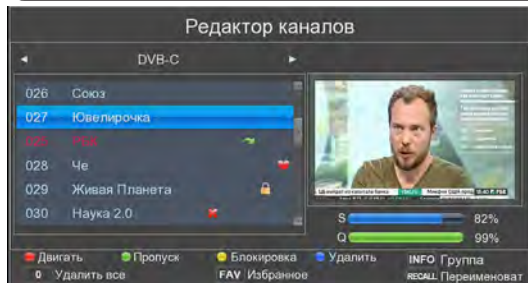 Редактор каналов
DVB-C
026 Союз
027 Ювелирочка
028 Че
029 Живая Планета
030 Наука 2.0
S 82%
Q 99%
Двигать Пропуск Блокировка Удалить INFO Группа
0 Удалить все FAV Избранное RECALL Переименоват